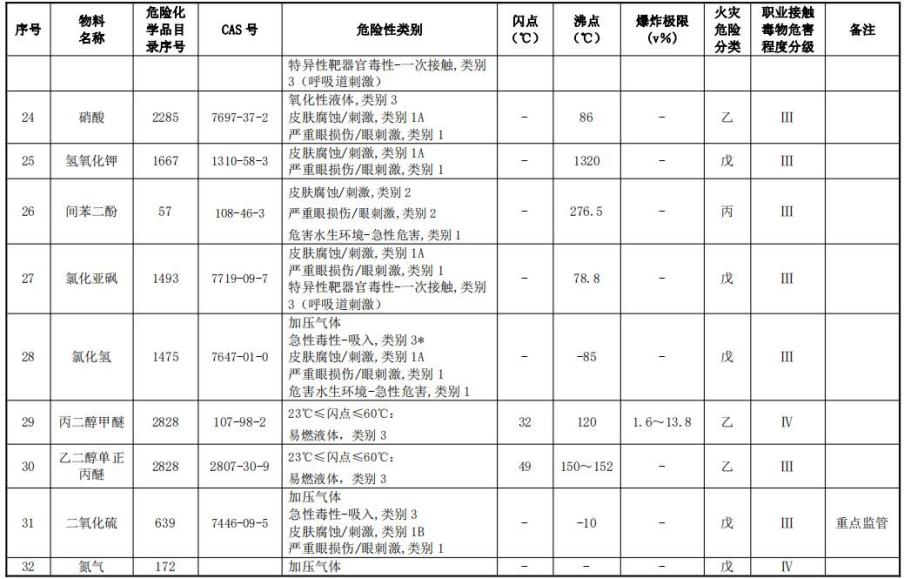 序号 物料名称 危险化学品目录序号 CAS 号 危险性类别 闪点（℃） 沸点（℃） 爆炸极限（v%） 火灾危险分类 职业接触毒物危害程度分级 备注
特异性靶器官毒性-一次接触,类别
3（呼吸道刺激）
24 硝酸 2285 7697-37-2 氧化性液体,类别 3
皮肤腐蚀/刺激,类别 1A
严重眼损伤/眼刺激,类别 1
- 86 - 乙 Ⅲ
25 氢氧化钾 1667 1310-58-3 皮肤腐蚀/刺激,类别 1A
严重眼损伤/眼刺激,类别 1
- 1320 - 戊 Ⅲ
26 间苯二酚 57 108-46-3 皮肤腐蚀/刺激,类别 2
严重眼损伤/眼刺激,类别 2
危害水生环境-急性危害,类别 1
- 276.5 - 丙 Ⅲ
27 氯化亚砜 1493 7719-09-7 皮肤腐蚀/刺激,类别 1A
严重眼损伤/眼刺激,类别 1
特异性靶器官毒性-一次接触,类别
3（呼吸道刺激）
- 78.8 - 戊 Ⅲ
28 氯化氢 1475 7647-01-0 加压气体
急性毒性-吸入,类别 3*
皮肤腐蚀/刺激,类别 1A
严重眼损伤/眼刺激,类别 1
危害水生环境-急性危害,类别 1
- -85 - 戊 Ⅲ
29 丙二醇甲醚 2828 107-98-2 23℃≤闪点≤60℃：
易燃液体，类别 3
32 120 1.6～13.8 乙 Ⅳ
30 乙二醇单正丙醚 2828 2807-30-9 23℃≤闪点≤60℃：
易燃液体，类别 3
49 150～152 - 乙 Ⅲ
31 二氧化硫 639 7446-09-5 加压气体
急性毒性-吸入,类别 3
皮肤腐蚀/刺激,类别 1B
严重眼损伤/眼刺激,类别 1
- -10 - 戊 Ⅲ 重点监管
32 氮气 172 加压气体 - - - 戊 Ⅳ